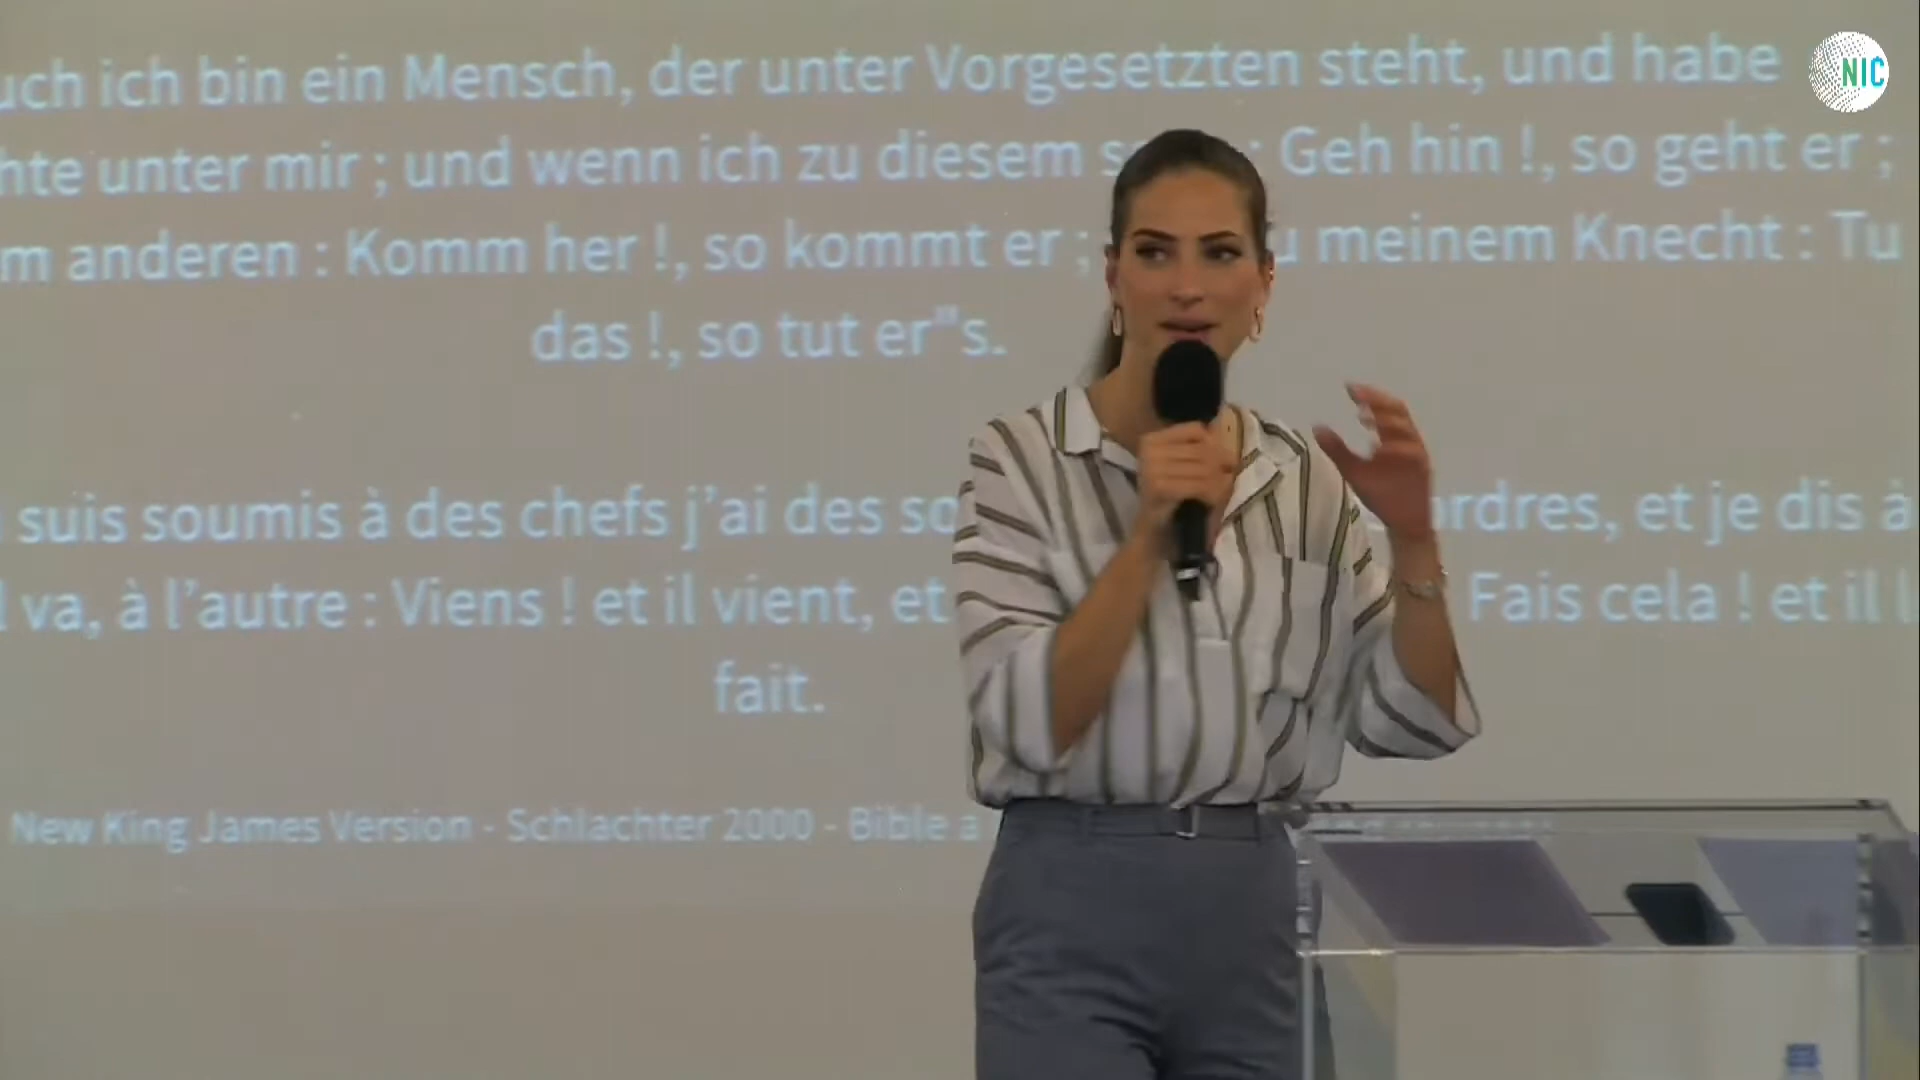 uch ich bin ein Mensch, der unter Vorgesetzten steht, und habe
hte unter mir ; und wenn ich zu diesem : Geh hin !, so geht er ;
m anderen : Komm her !, so kommt er ; u meinem Knecht : Tu
das !, so tut er"s.
suis soumis à des chefs j’ai des so ordres, et je dis à
l va, à l’autre : Viens ! et il vient, et Fais cela ! et il l
fait.
New King James Version - Schlachter 2000 - Bible a
NIC